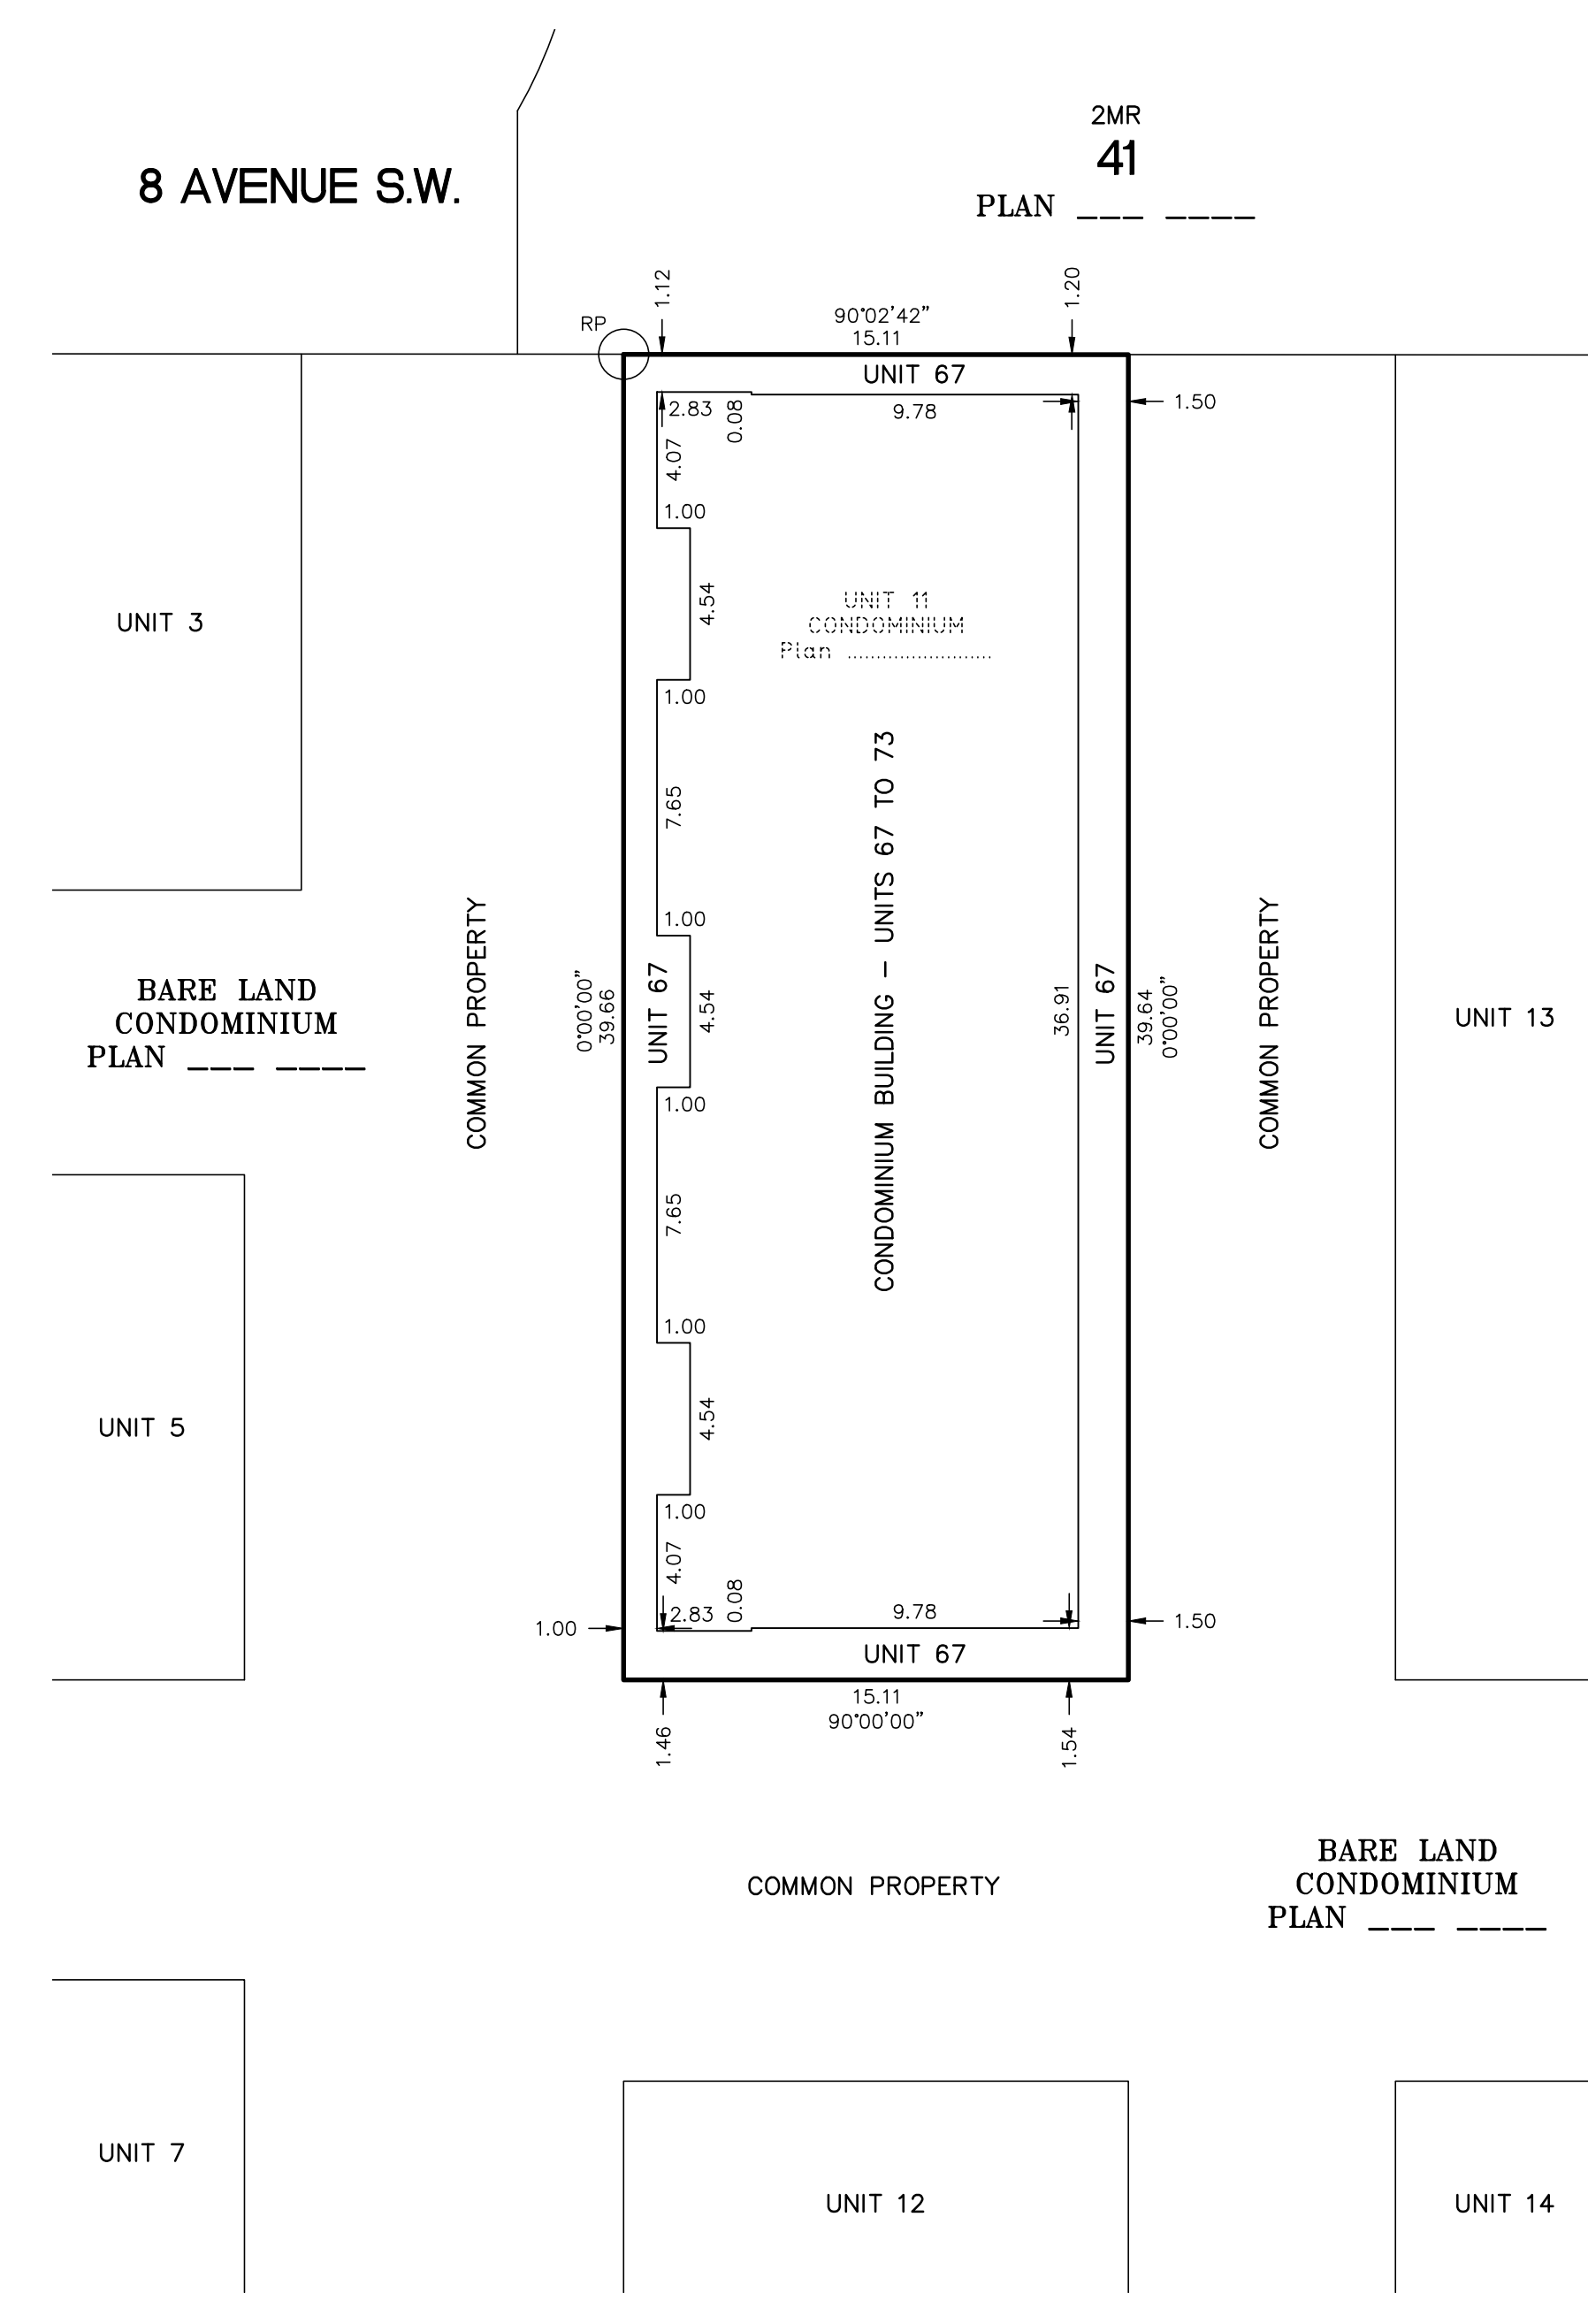 2MR
41
8 AVENUE S.W.
PLAN ___ ____
1.12
1.20
RP
90°02'42"
15.11
UNIT 67
1.50
2.83
0.08
9.78
4.07
1.00
4.54
UNIT 11
CONDOMINIUM
Plan ........................
UNIT 3
1.00
7.65
CONDOMINIUM BUILDING - UNITS 67 TO 73
1.00
BARE LAND
CONDOMINIUM
PLAN ___ ____
COMMON PROPERTY
0°00'00"
39.66
UNIT 67
4.54
36.91
UNIT 67
39.64
0°00'00"
COMMON PROPERTY
UNIT 13
1.00
7.65
1.00
4.54
UNIT 5
1.00
4.07
0.08
2.83
9.78
1.00
1.50
UNIT 67
15.11
90°00'00"
1.46
1.54
COMMON PROPERTY
BARE LAND
CONDOMINIUM
PLAN ___ ____
UNIT 7
UNIT 12
UNIT 14